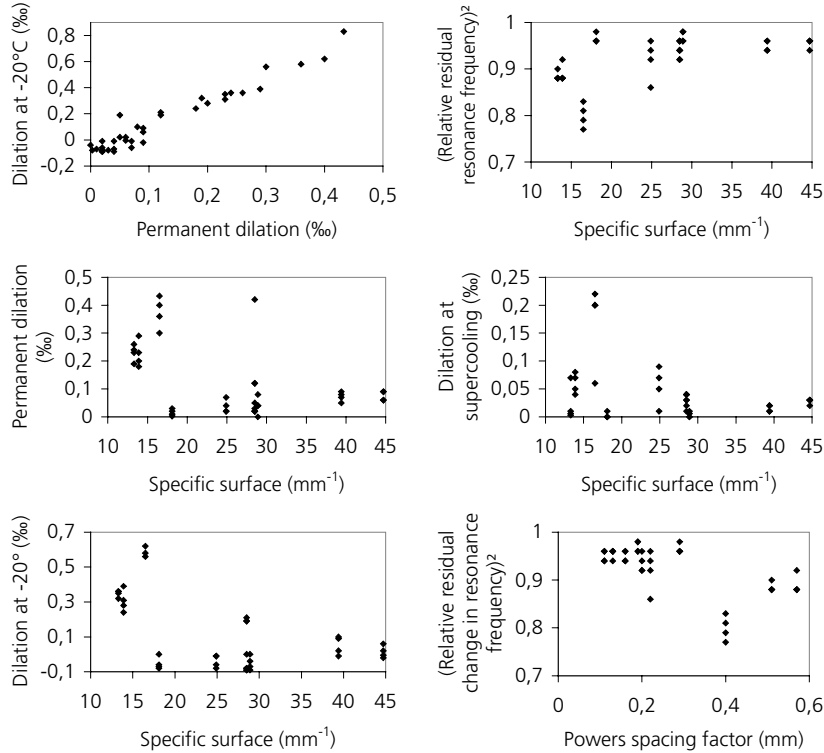 Dilation at -20°C (‰)
0,8
0,6
0,4
0,2
0
-0,2
0 0,1 0,2 0,3 0,4 0,5
Permanent dilation (‰)
(Relative residual
resonance frequency)²
1
0,9
0,8
0,7
10 15 20 25 30 35 40 45
Specific surface (mm⁻¹)
Permanent dilation
(‰)
0,5
0,4
0,3
0,2
0,1
0
10 15 20 25 30 35 40 45
Specific surface (mm⁻¹)
Dilation at
supercooling (‰)
0,25
0,2
0,15
0,10
0,05
0
10 15 20 25 30 35 40 45
Specific surface (mm⁻¹)
Dilation at -20° (‰)
0,7
0,5
0,3
0,1
-0,1
10 15 20 25 30 35 40 45
Specific surface (mm⁻¹)
(Relative residual
change in resonance
frequency)²
1
0,9
0,8
0,7
0 0,2 0,4 0,6
Powers spacing factor (mm)